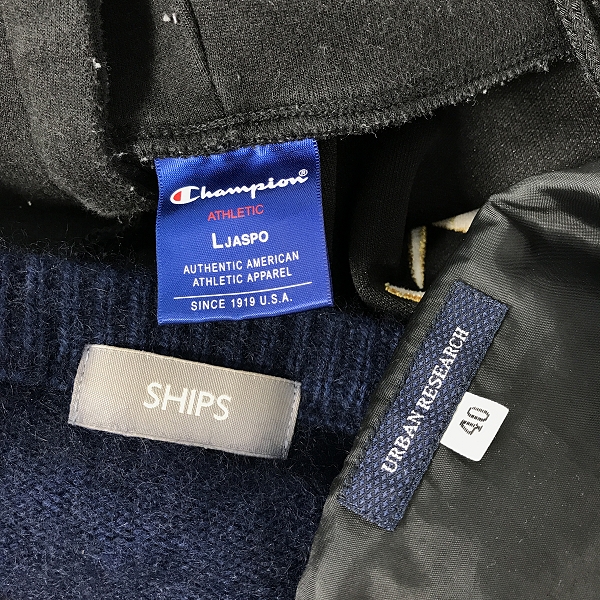 Champion®
ATHLETIC
L JASPO
AUTHENTIC AMERICAN
ATHLETIC APPAREL
SINCE 1919 U.S.A.
SHIPS
URBAN RESEARCH
40